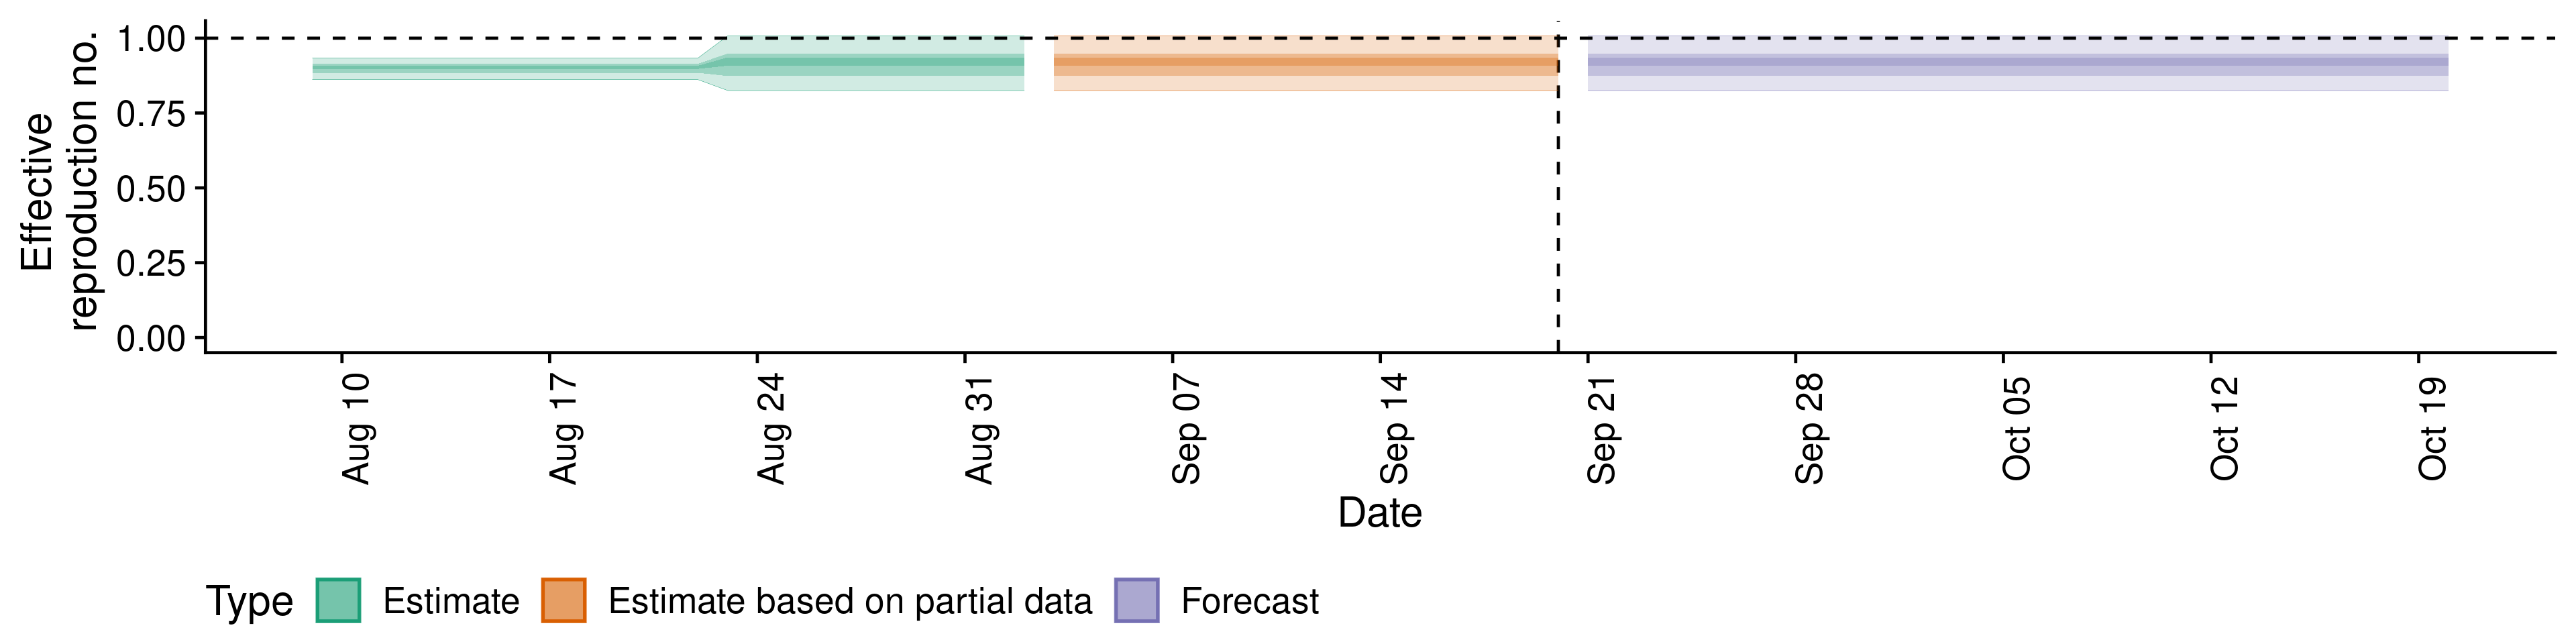 Effective
reproduction no.
1.00
0.75
0.50
0.25
0.00
Aug 10
Aug 17
Aug 24
Aug 31
Sep 07
Sep 14
Sep 21
Sep 28
Oct 05
Oct 12
Oct 19
Date
Type Estimate Estimate based on partial data Forecast